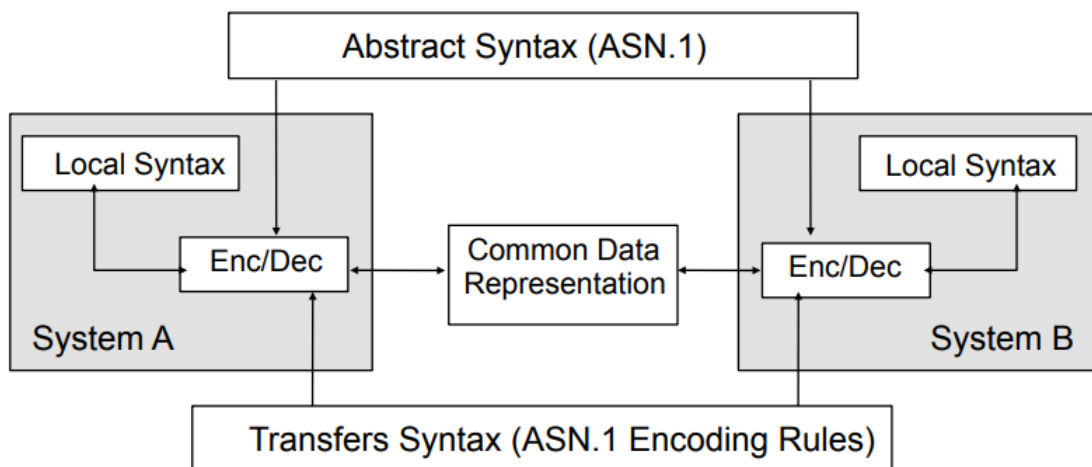 Abstract Syntax (ASN.1)
Local Syntax
Local Syntax
Enc/Dec
Common Data
Representation
Enc/Dec
System A
System B
Transfers Syntax (ASN.1 Encoding Rules)